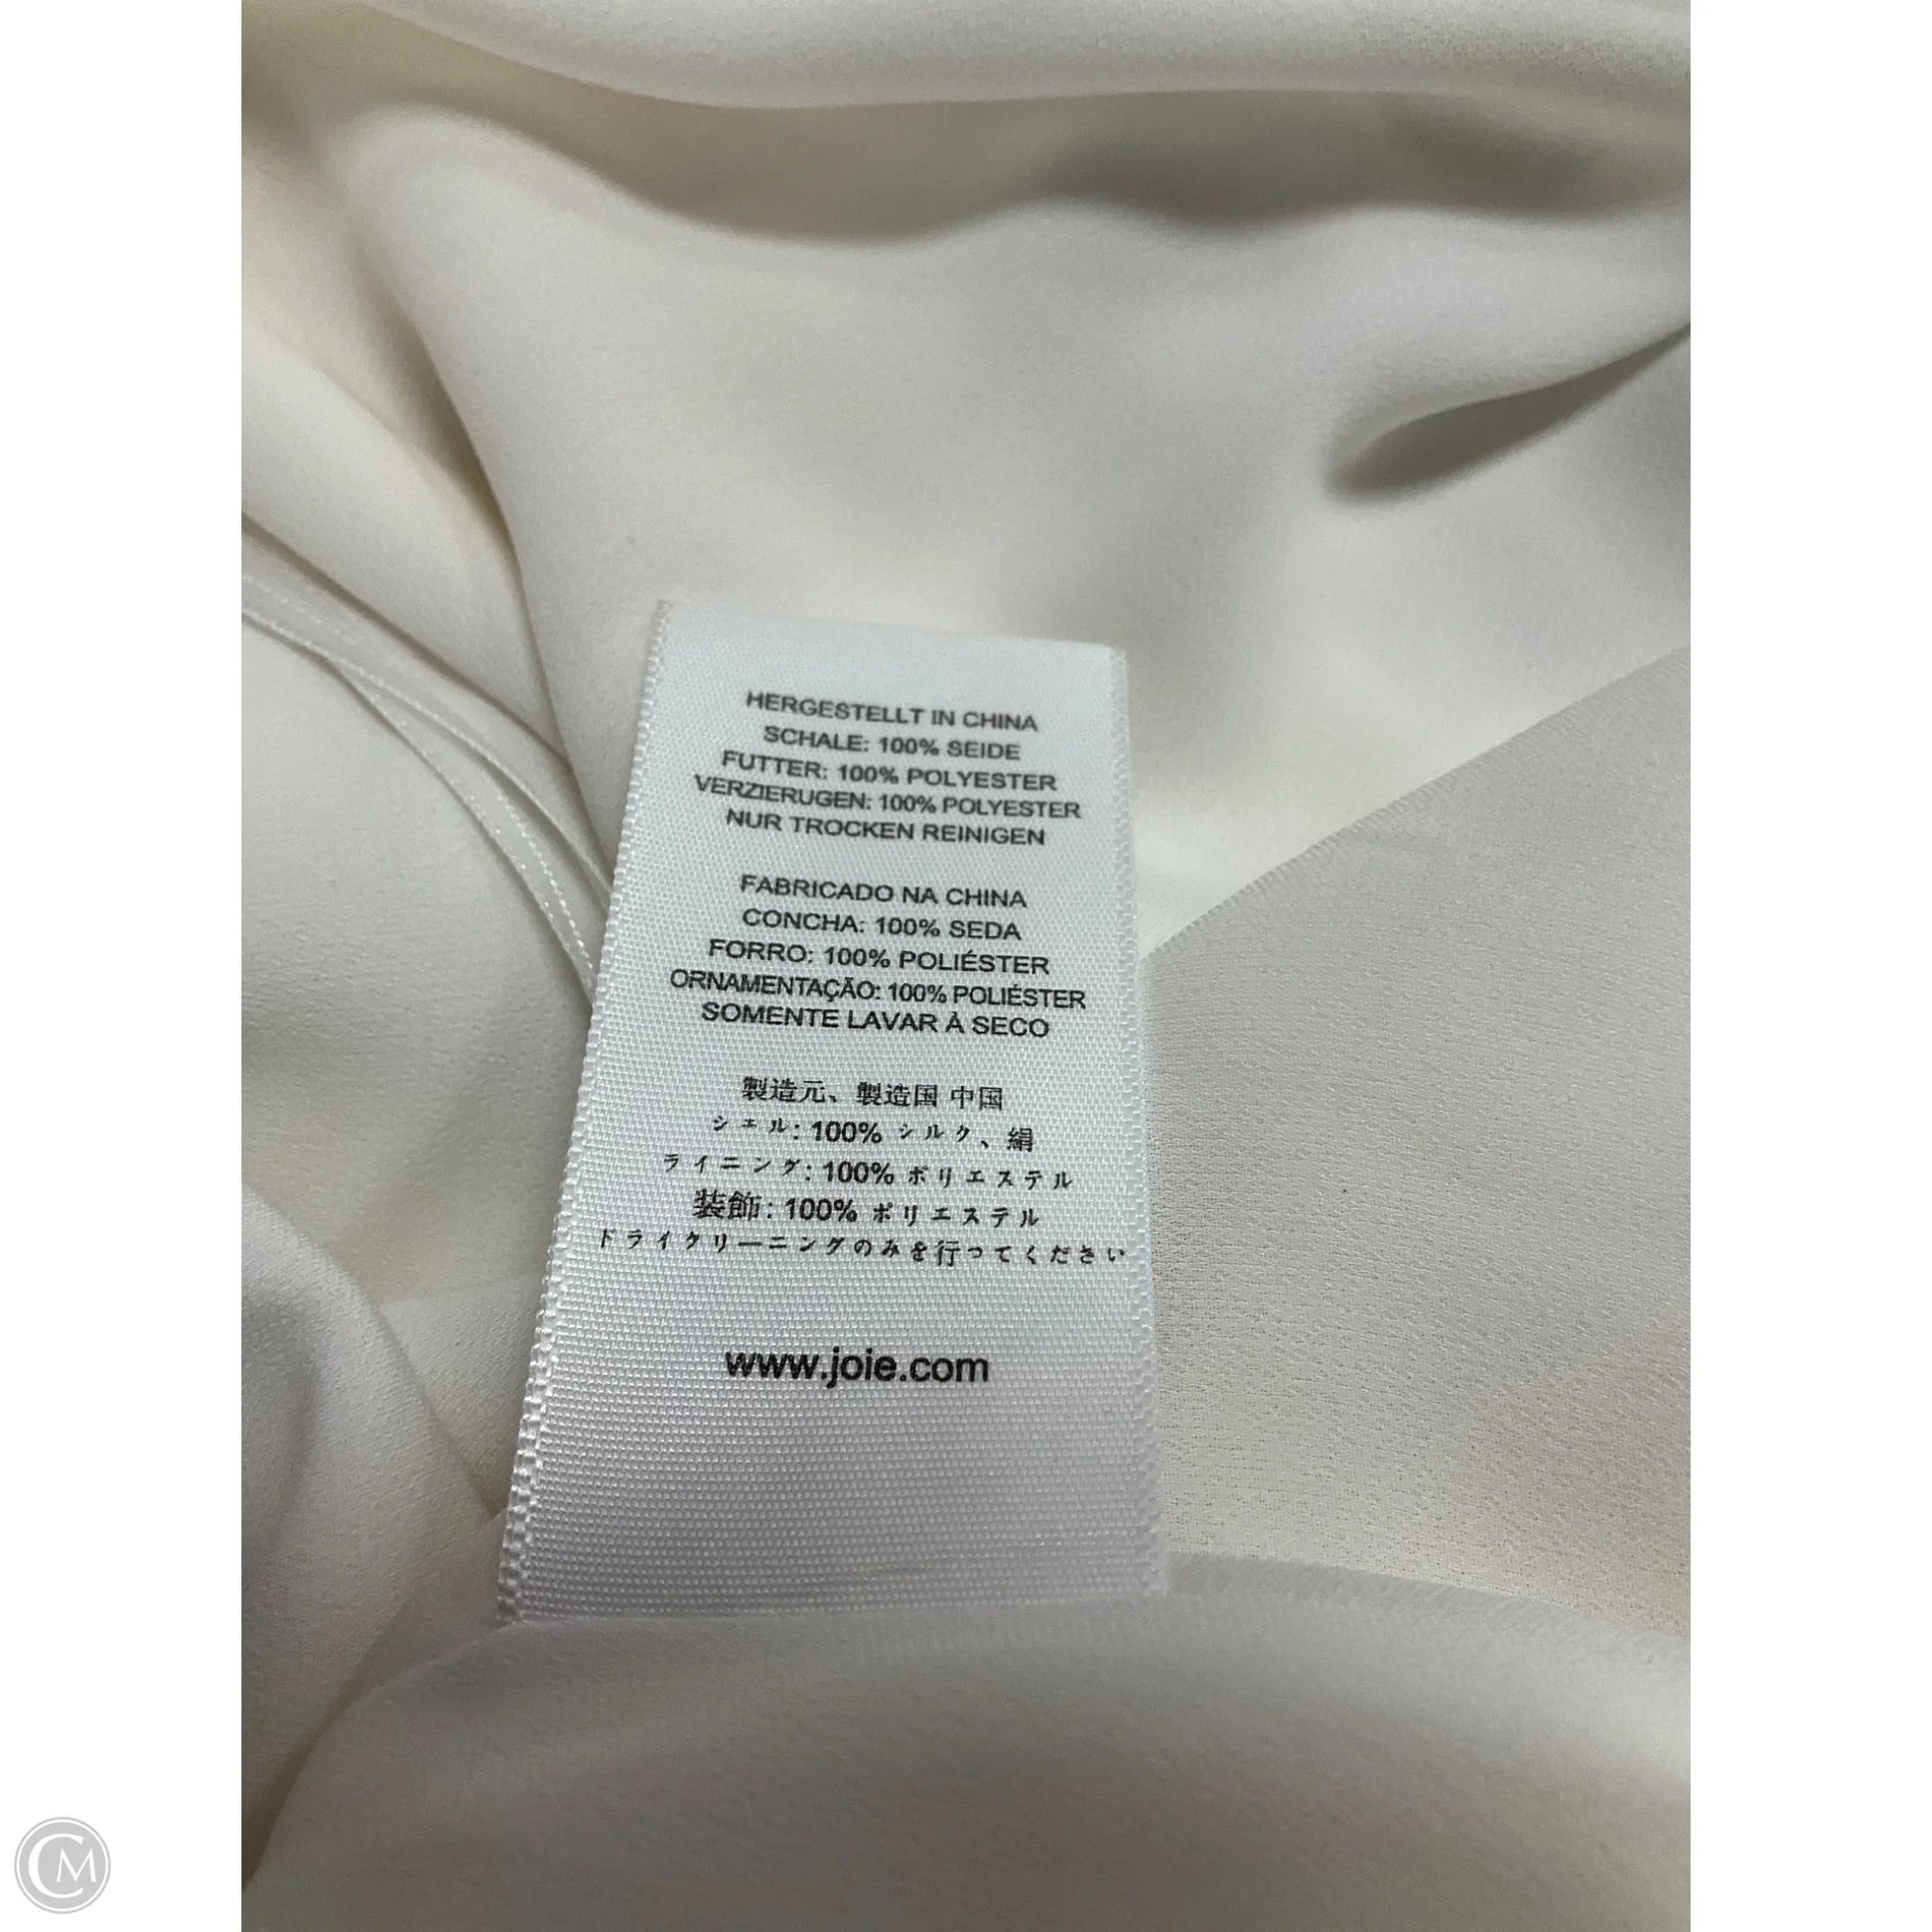 HERGESTELLT IN CHINA
SCHALE: 100% SEIDE
FUTTER: 100% POLYESTER
VERZIERUGEN: 100% POLYESTER
NUR TROCKEN REINIGEN
FABRICADO NA CHINA
CONCHA: 100% SEDA
FORRO: 100% POLIÉSTER
ORNAMENTAÇÃO: 100% POLIÉSTER
SOMENTE LAVAR À SECO
製造元、製造国 中国
シェル: 100% シルク、絹
ライニング: 100% ポリエステル
装飾: 100% ポリエステル
ドライクリーニングのみを行ってください
www.joie.com
CM